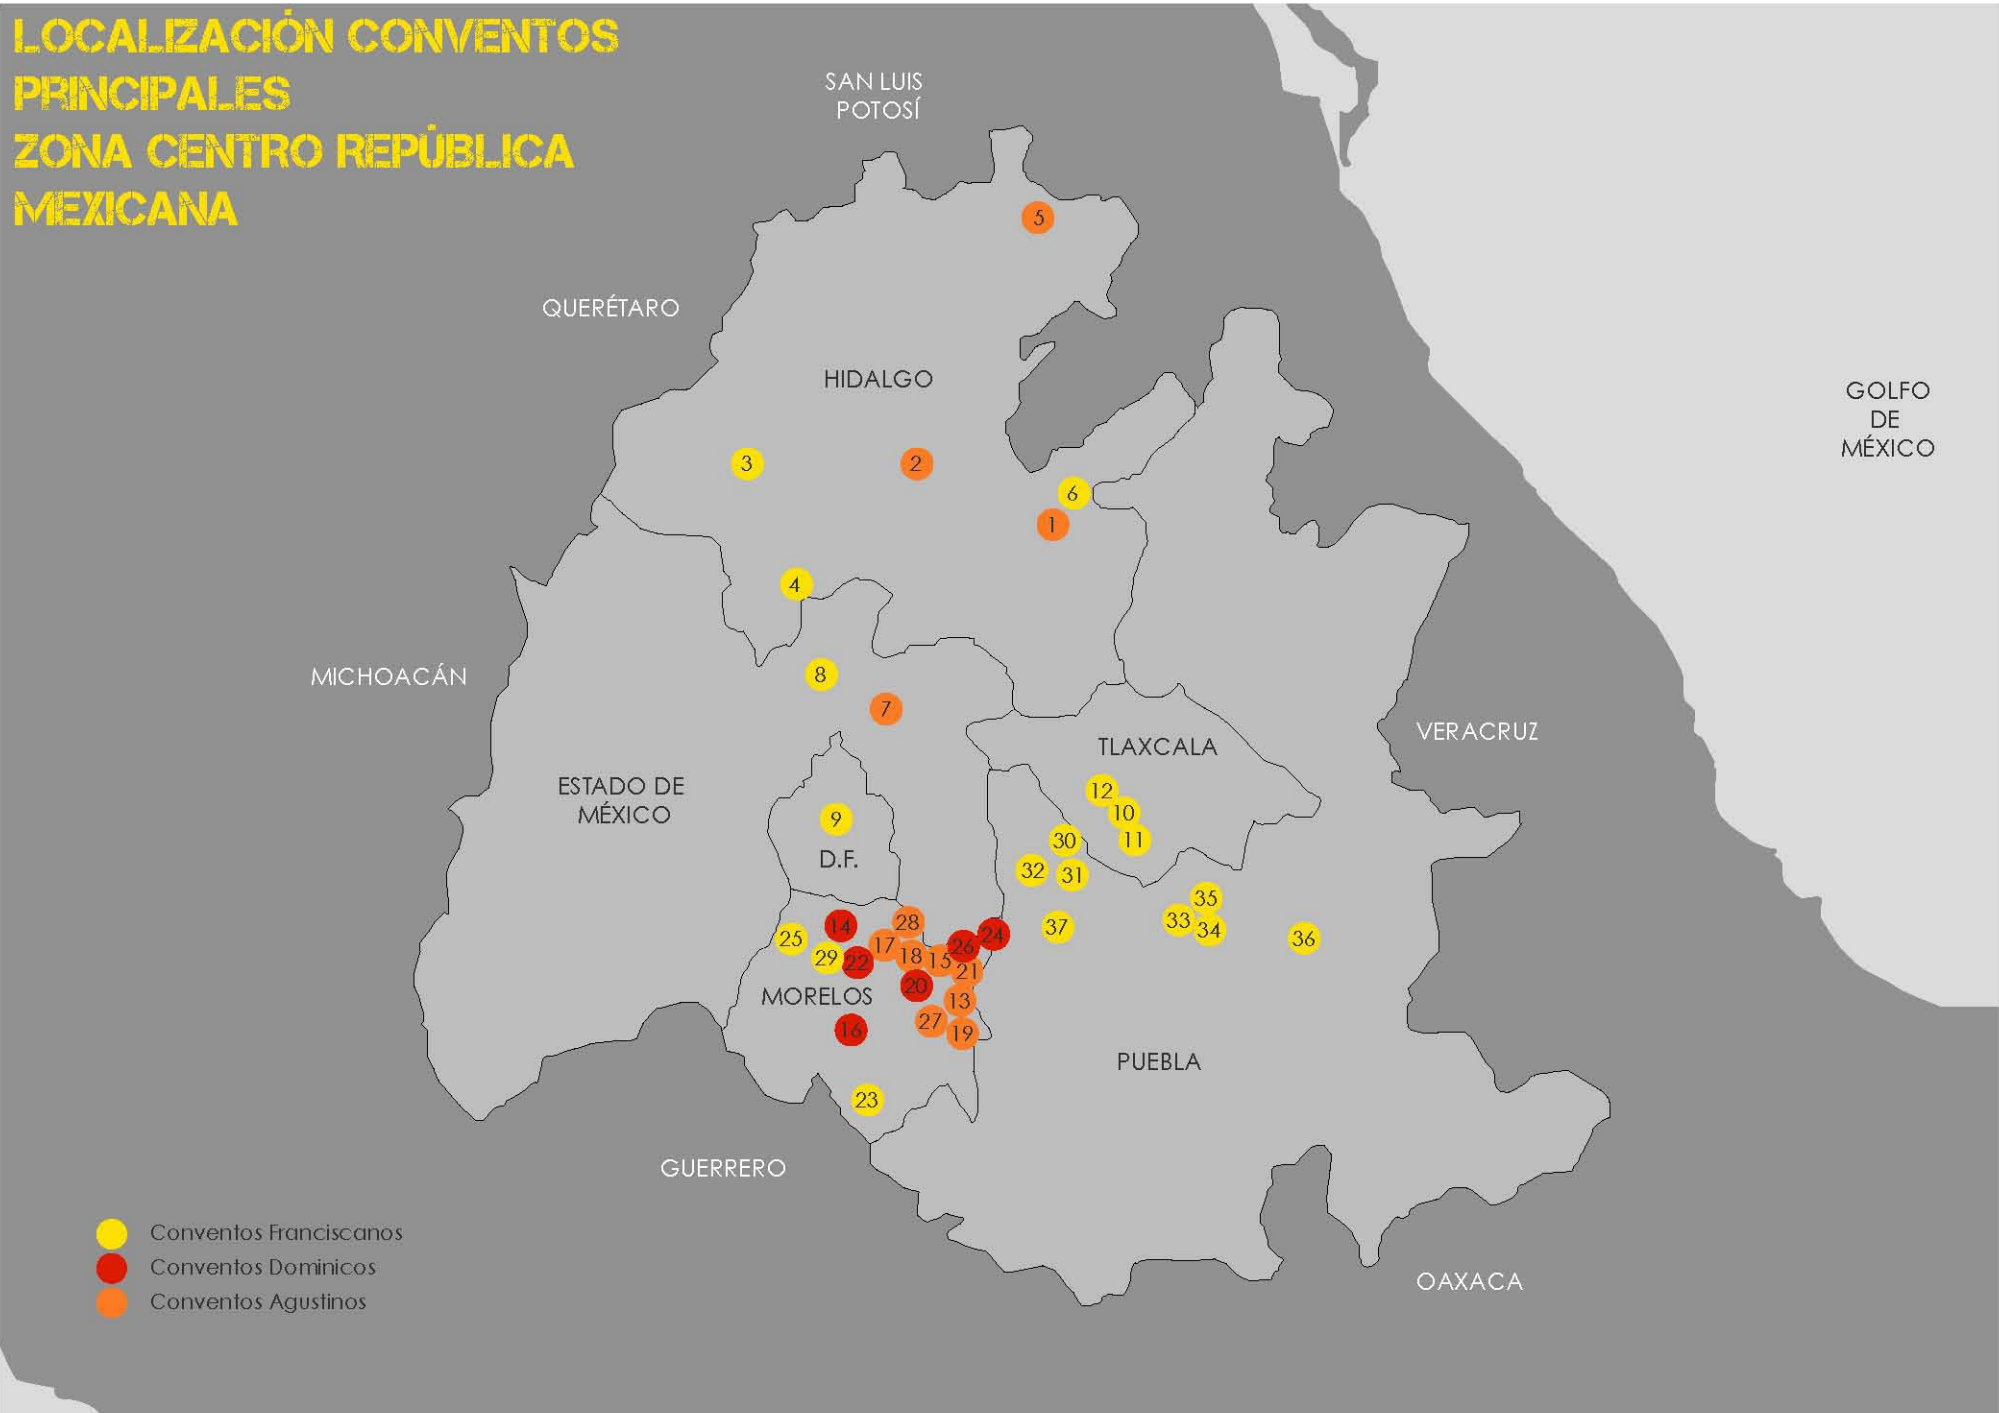 LOCALIZACIÓN CONVENTOS
PRINCIPALES
ZONA CENTRO REPÚBLICA
MEXICANA
SAN LUIS
POTOSÍ
5
QUERÉTARO
HIDALGO
GOLFO
DE
MÉXICO
3
2
6
1
4
8
MICHOACÁN
7
VERACRUZ
TLAXCALA
ESTADO DE
MÉXICO
12
10
9
11
30
D.F.
32
31
35
33
34
36
37
28
14
25
17
24
26
29
22
18
15
21
20
MORELOS
13
27
19
16
PUEBLA
23
GUERRERO
Conventos Franciscanos
Conventos Dominicos
Conventos Agustinos
OAXACA